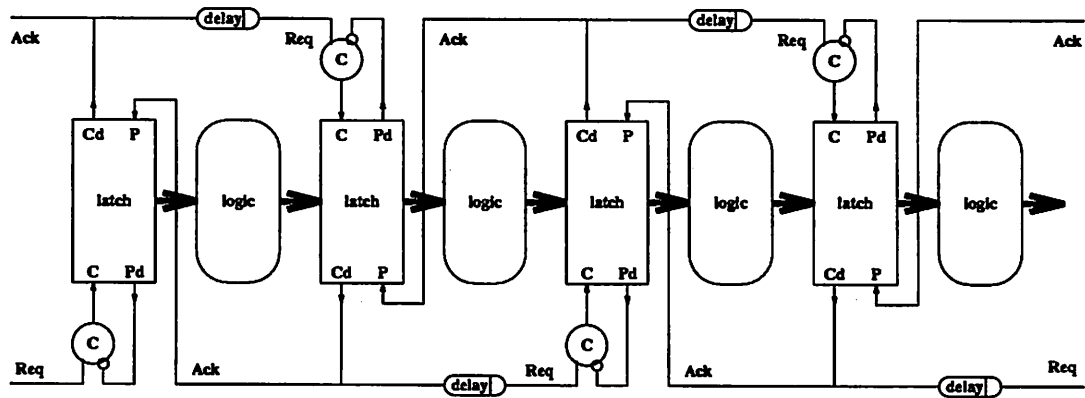 delay delay
Ack Req Ack Req Ack
C C
Cd P C Pd Cd P C Pd
latch logic latch logic latch logic latch logic
C Pd Cd P C Pd Cd P
C C
Req Ack Req Ack Req
delay delay